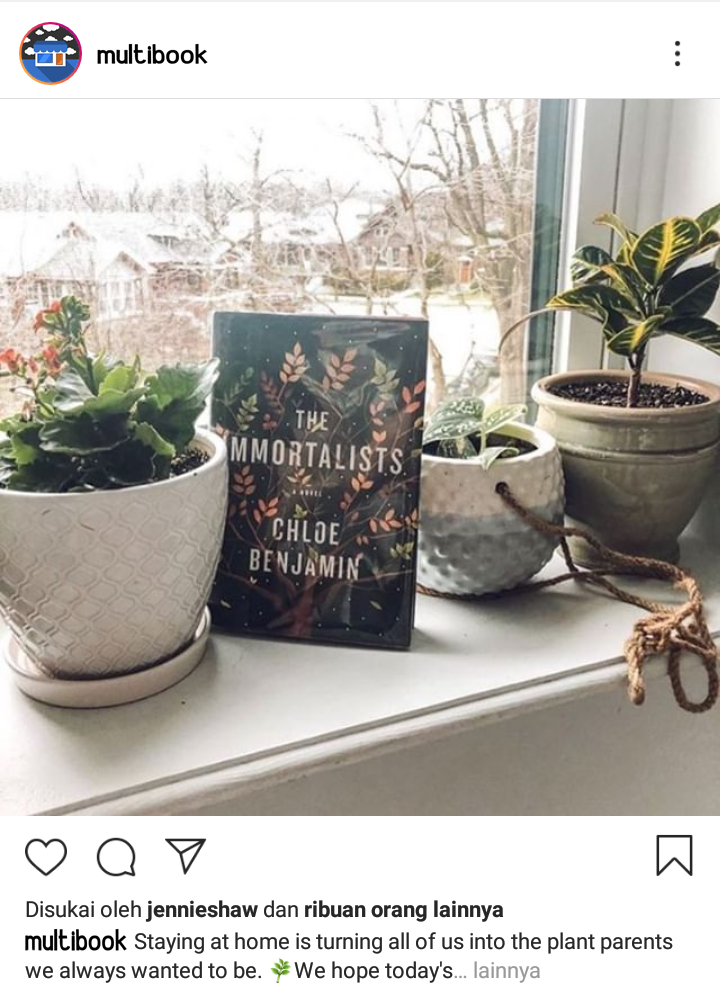 multibook
THE
IMMORTALISTS
A NOVEL
CHLOE
BENJAMIN
Disukai oleh jennieshaw dan ribuan orang lainnya
multibook Staying at home is turning all of us into the plant parents
we always wanted to be. 🌿We hope today's... lainnya